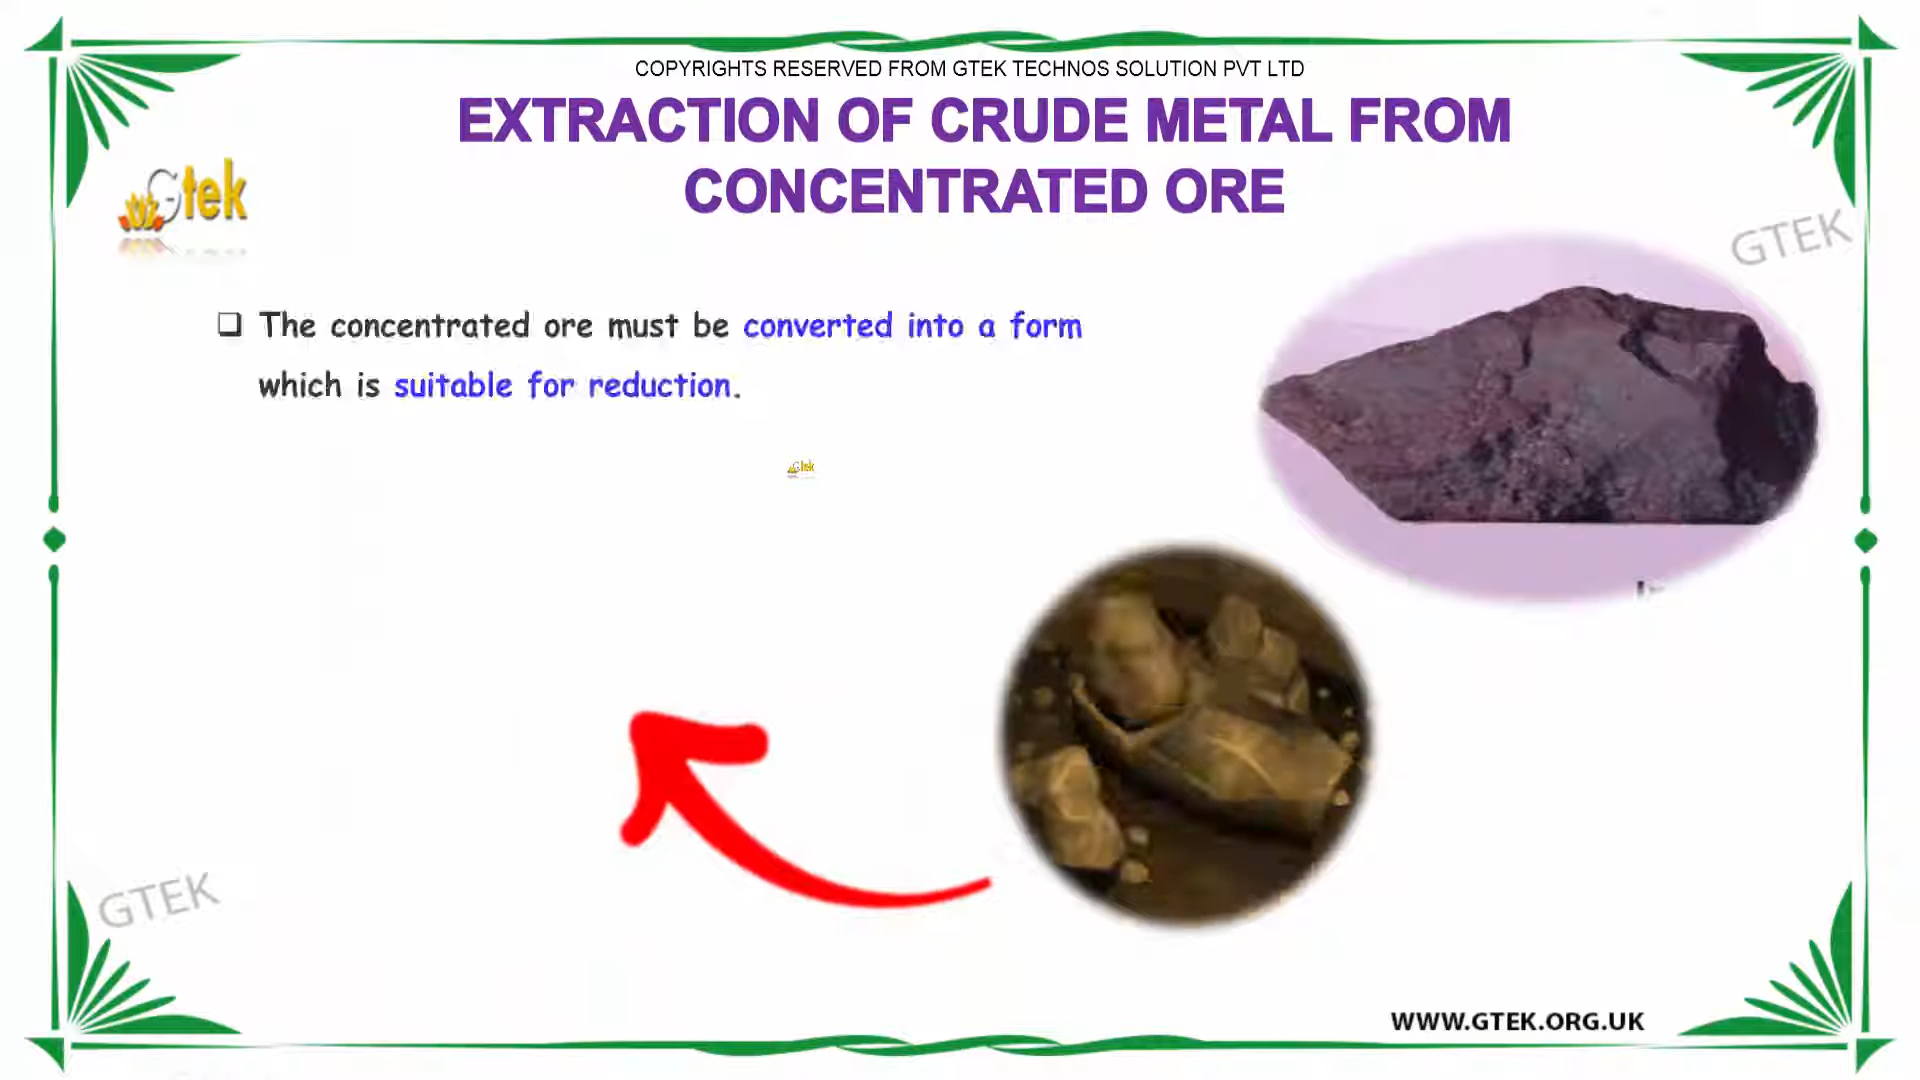 COPYRIGHTS RESERVED FROM GTEK TECHNOS SOLUTION PVT LTD
EXTRACTION OF CRUDE METAL FROM
CONCENTRATED ORE
Gtek
GTEK
The concentrated ore must be converted into a form
which is suitable for reduction.
Gtek
GTEK
WWW.GTEK.ORG.UK